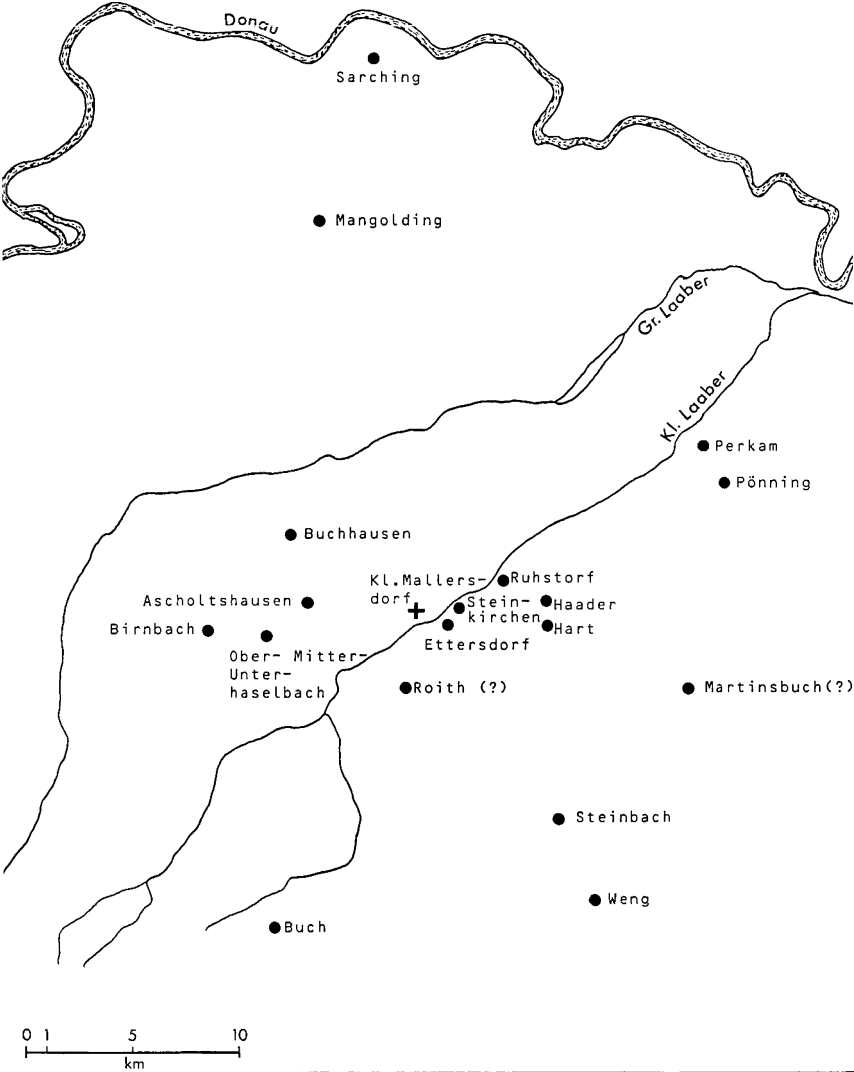 Donau
Sarching
Mangolding
Gr. Laaber
Kl. Laaber
Perkam
Pönning
Buchhausen
Kl.Mallers-
dorf
Ruhstorf
Ascholtshausen
Stein-
kirchen
Haader
Birnbach
Hart
Ettersdorf
Ober- Mitter-
Unter-
haselbach
Roith (?)
Martinsbuch(?)
Steinbach
Weng
Buch
0 1 5 10
km